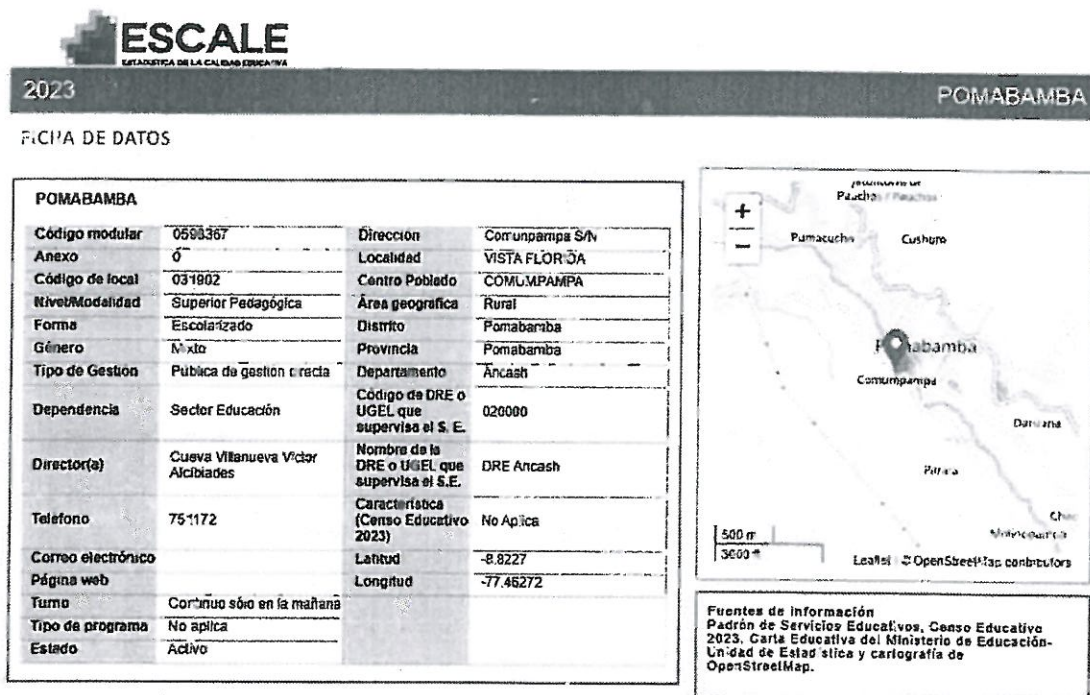 ESCALE
ESTADÍSTICA DE LA CALIDAD EDUCATIVA
2023
POMABAMBA
FICHA DE DATOS
POMABAMBA
Código modular 0598367
Anexo 0
Código de local 031902
Nivel/Modalidad Superior Pedagógica
Forma Escolarizado
Género Mixto
Tipo de Gestión Pública de gestión directa
Dependencia Sector Educación
Director(a) Cueva Villanueva Victor
Alcibiades
Teléfono 751172
Correo electrónico
Página web
Turno Continuo sólo en la mañana
Tipo de programa No aplica
Estado Activo
Dirección Comunpampa S/N
Localidad VISTA FLORIDA
Centro Poblado COMUMPAMPA
Área geográfica Rural
Distrito Pomabamba
Provincia Pomabamba
Departamento Ancash
Código de DRE o
UGEL que
supervisa el S. E. 020000
Nombre de la
DRE o UGEL que
supervisa el S.E. DRE Ancash
Característica
(Censo Educativo
2023) No Aplica
Latitud -8.8227
Longitud -77.46272
+
−
Paucho / Pauchos
Pumacucho
Cushuro
Pomabamba
Comumpampa
500 m
3000 ft
Leaflet | © OpenStreetMap contributors
Fuentes de información
Padrón de Servicios Educativos, Censo Educativo
2023, Carta Educativa del Ministerio de Educación-
Unidad de Estadística y cartografía de
OpenStreetMap.